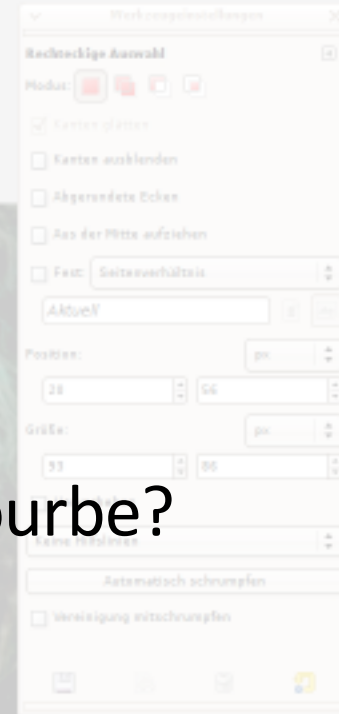 Werkzeugeinstellungen
Rechteckige Auswahl
Modus:
Kanten glätten
Kanten ausblenden
Abgerundete Ecken
Aus der Mitte aufziehen
Fest: Seitenverhältnis
Aktuell
Position: px
28 66
Größe: px
93 86
ourbe?
Keine Hilfslinien
Automatisch schrumpfen
Vereinigung mitschrumpfen